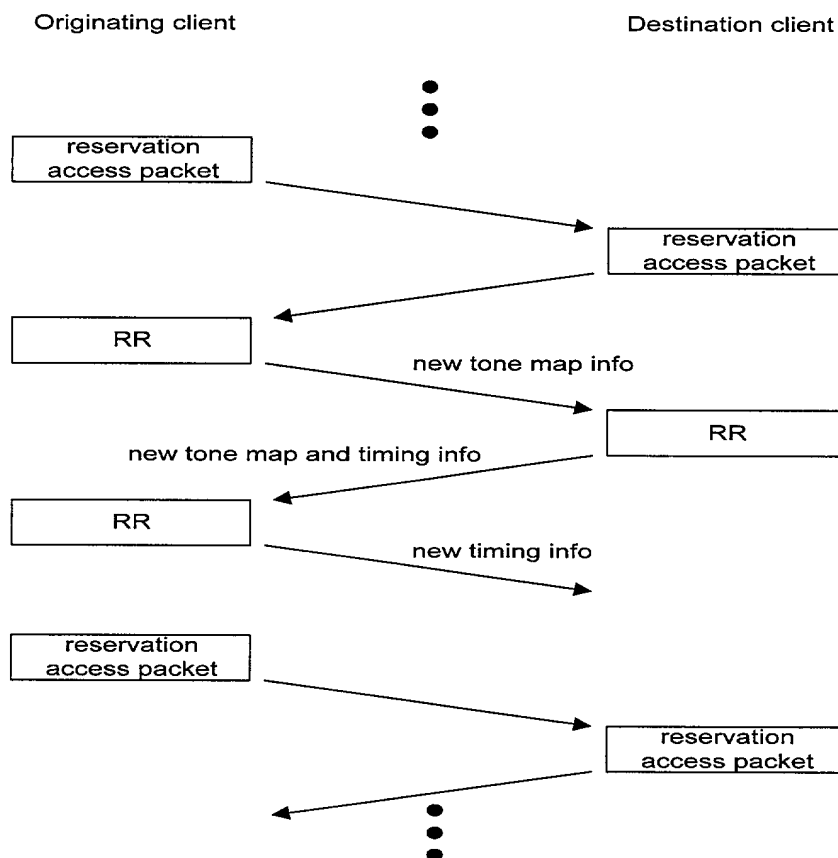 Originating client
Destination client
reservation
access packet
reservation
access packet
RR
new tone map info
RR
new tone map and timing info
RR
new timing info
reservation
access packet
reservation
access packet